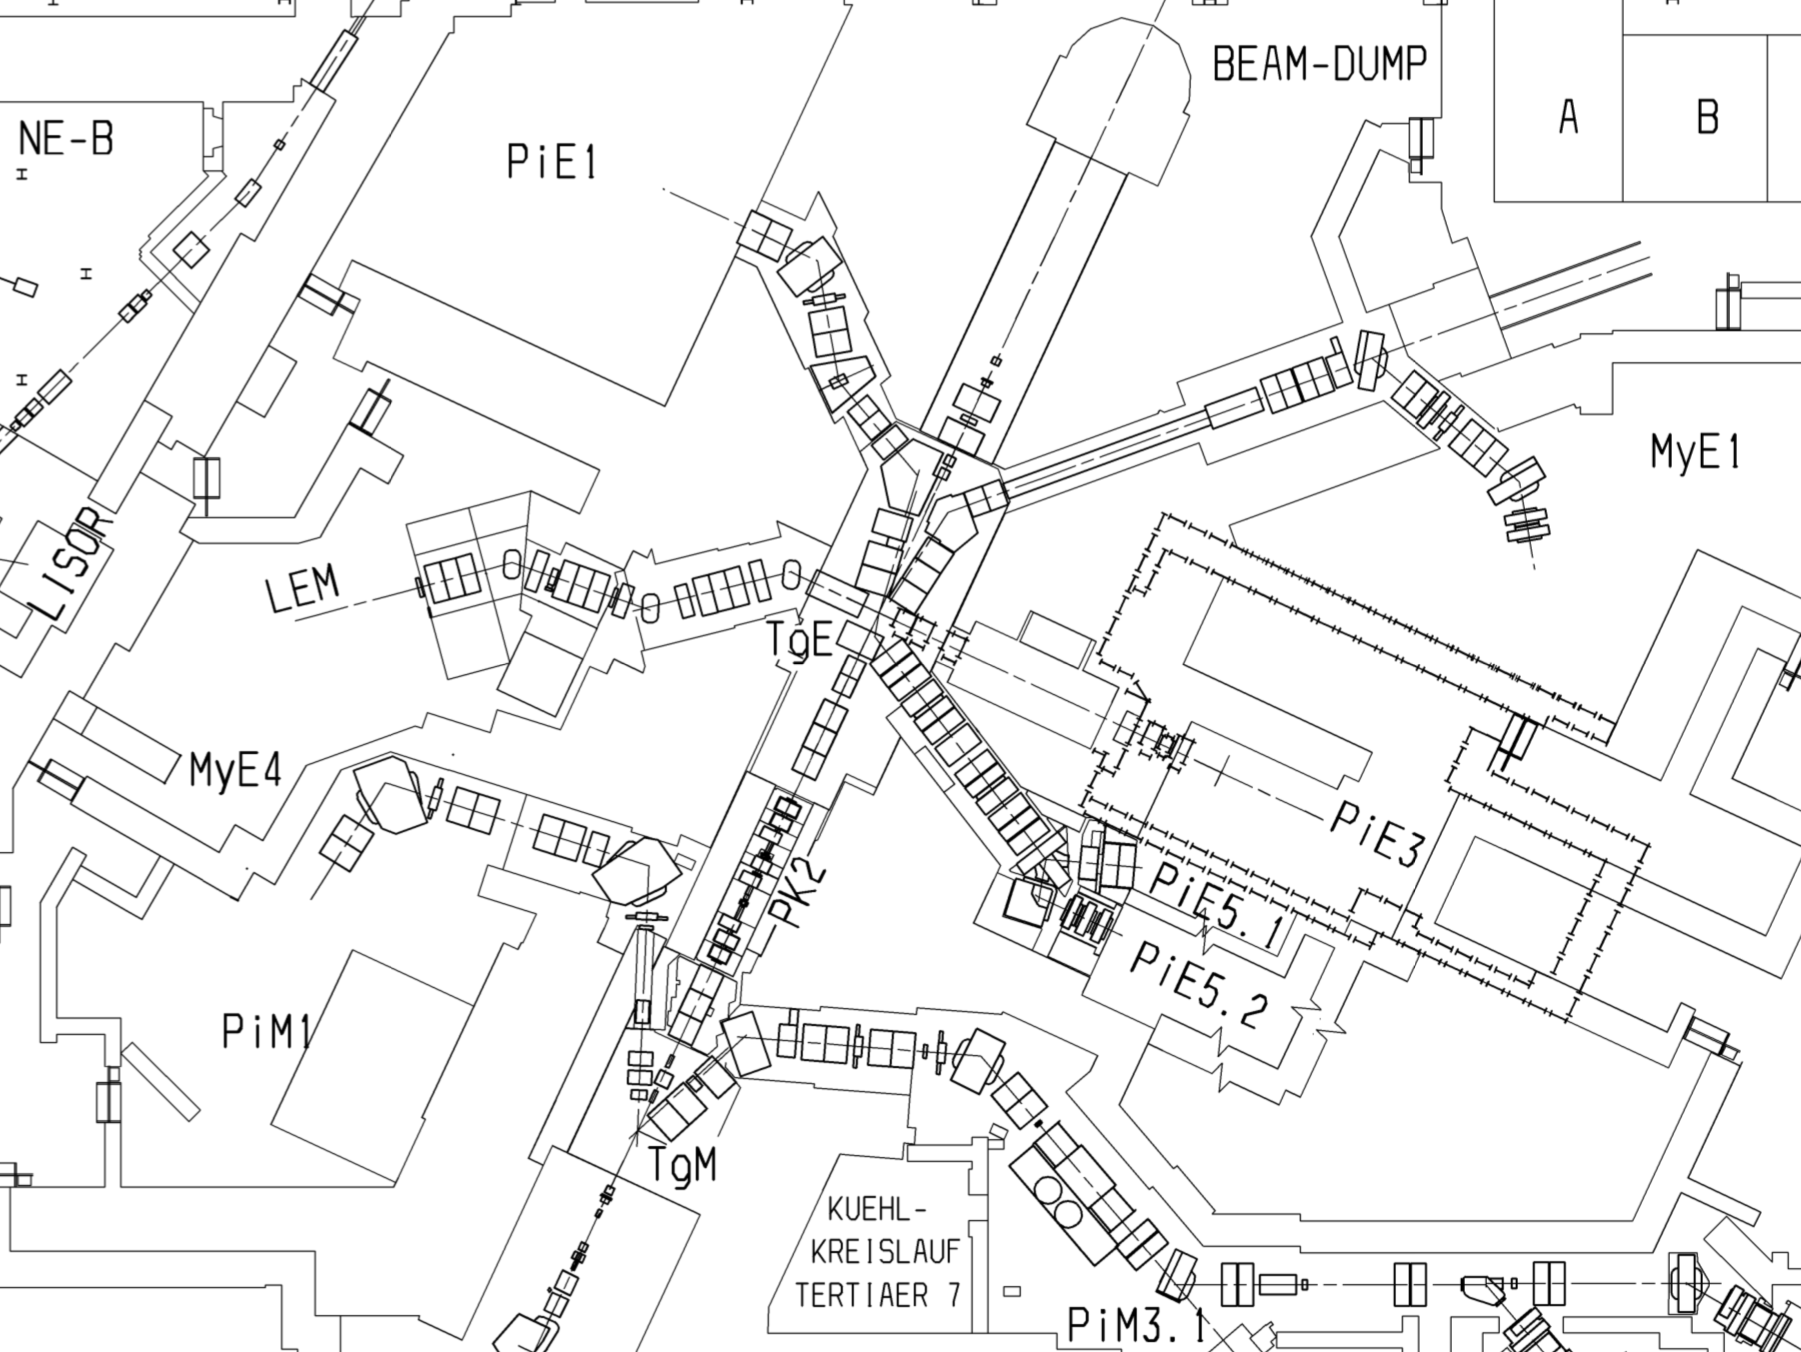 BEAM-DUMP
A
B
NE-B
PiE1
MyE1
LISOR
LEM
TgE
MyE4
PiE3
PK2
PiE5.1
PiE5.2
PiM1
TgM
KUEHL-
KREISLAUF
TERTIAER 7
PiM3.1